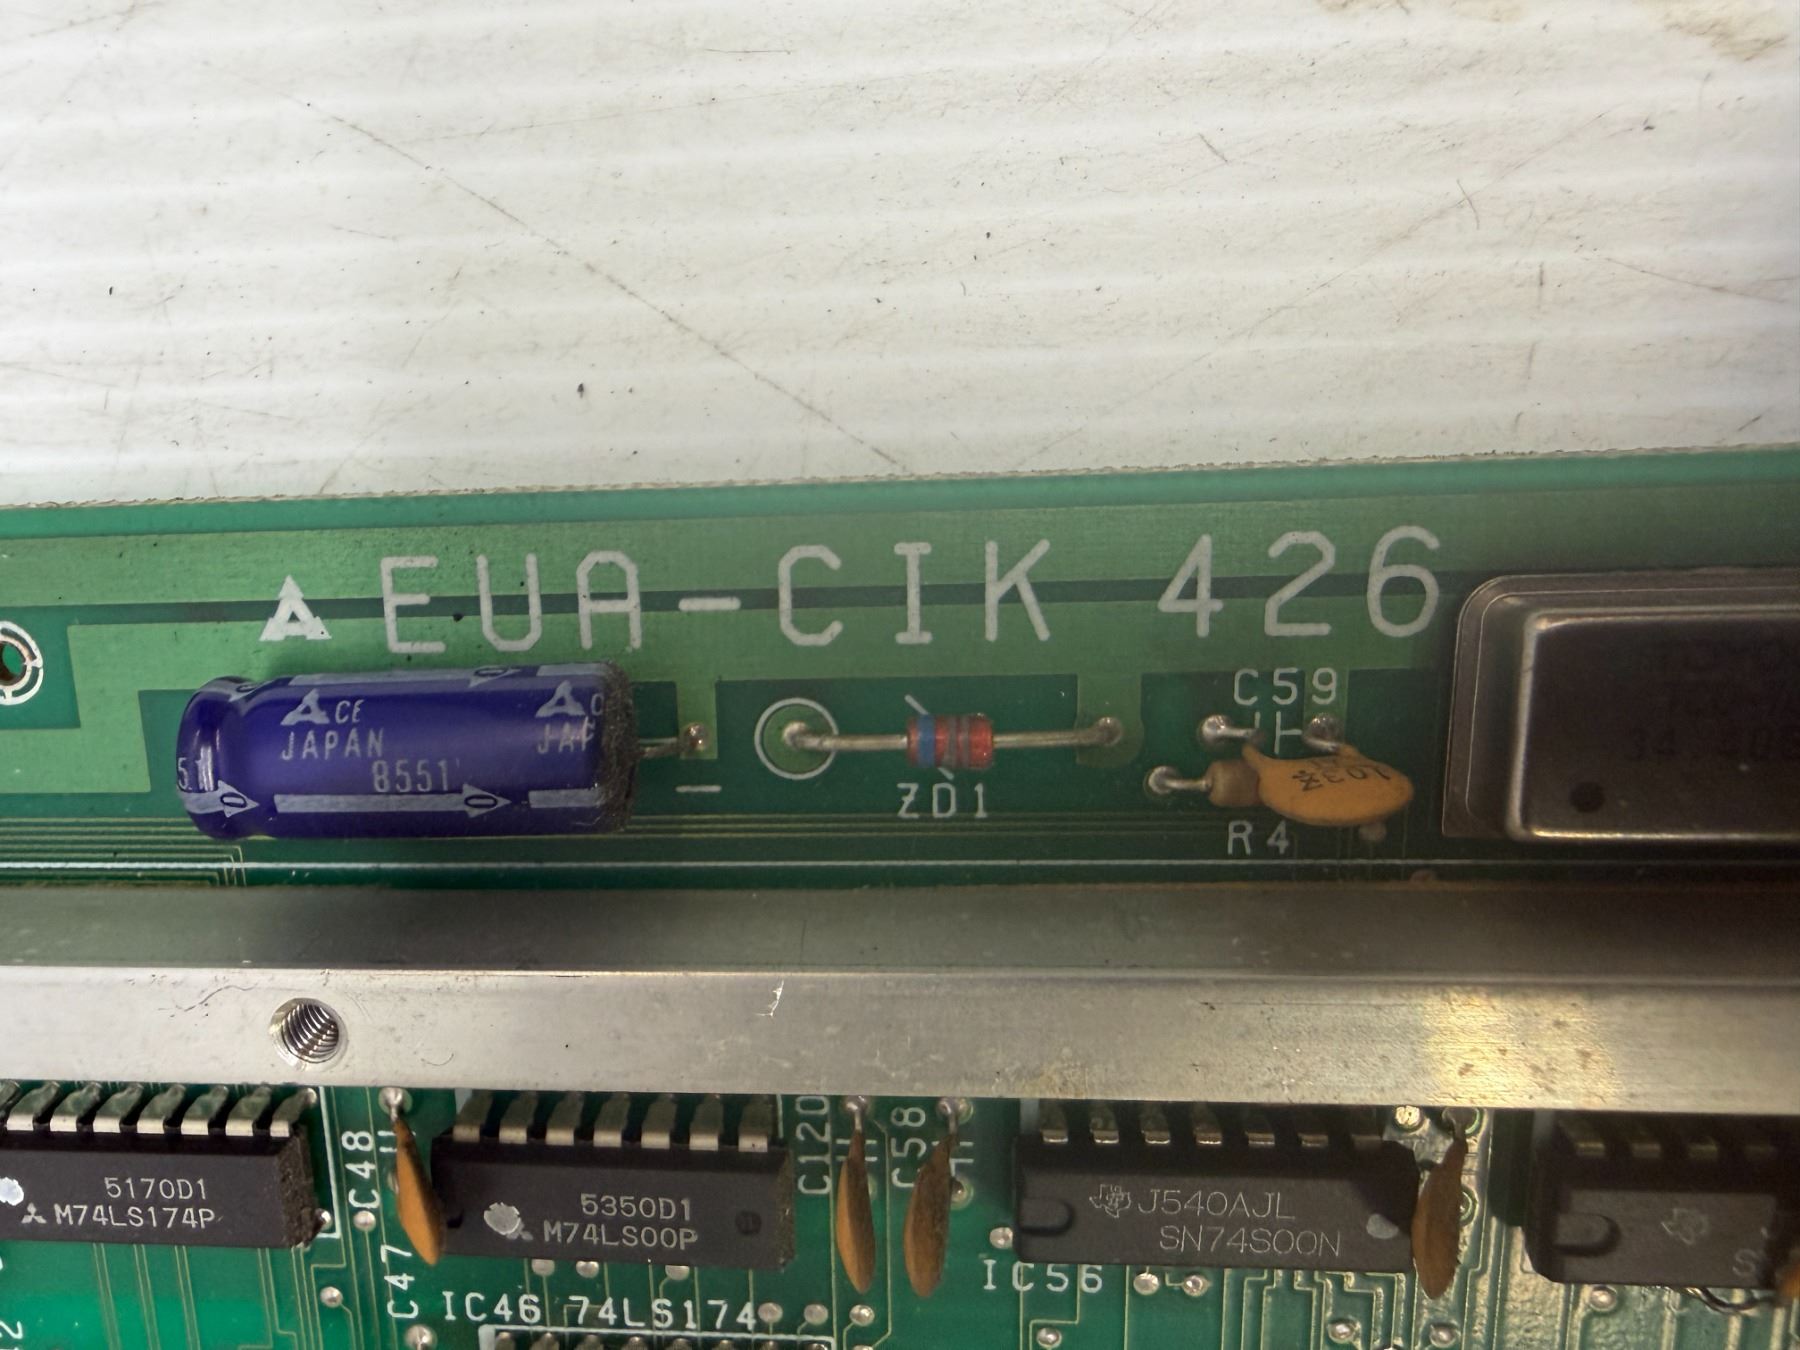 EUA-CIK 426
CE
JAPAN
8551
C59
ZD1
R4
103Z
5170D1
M74LS174P
C48
C47
5350D1
M74LS00P
IC46 74LS174
C120
C58
J540AJL
SN74S00N
IC56